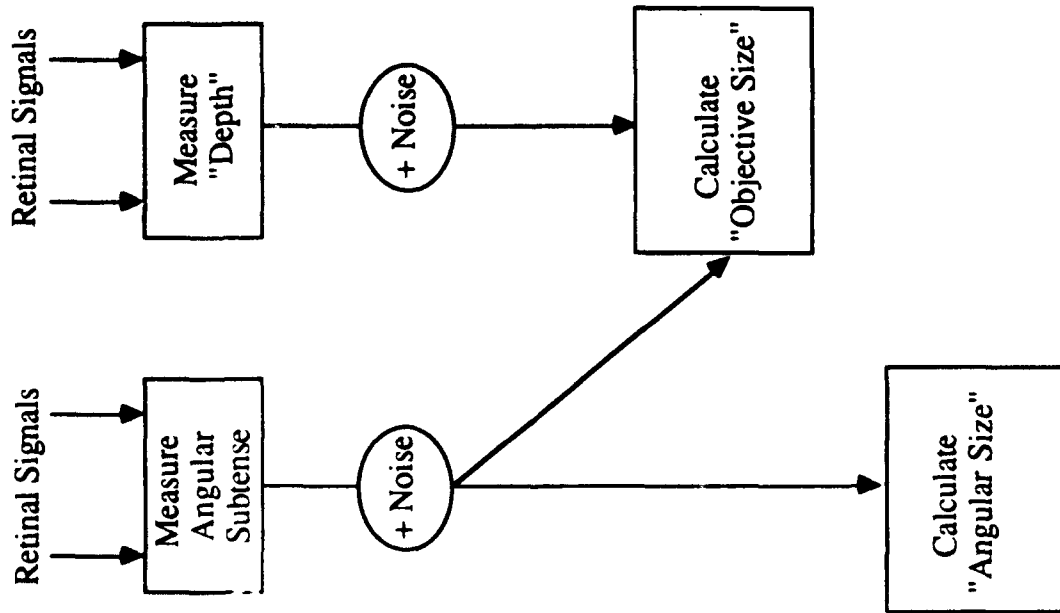 Retinal Signals
Measure
Angular
Subtense
+ Noise
Calculate
"Angular Size"
Retinal Signals
Measure
"Depth"
+ Noise
Calculate
"Objective Size"